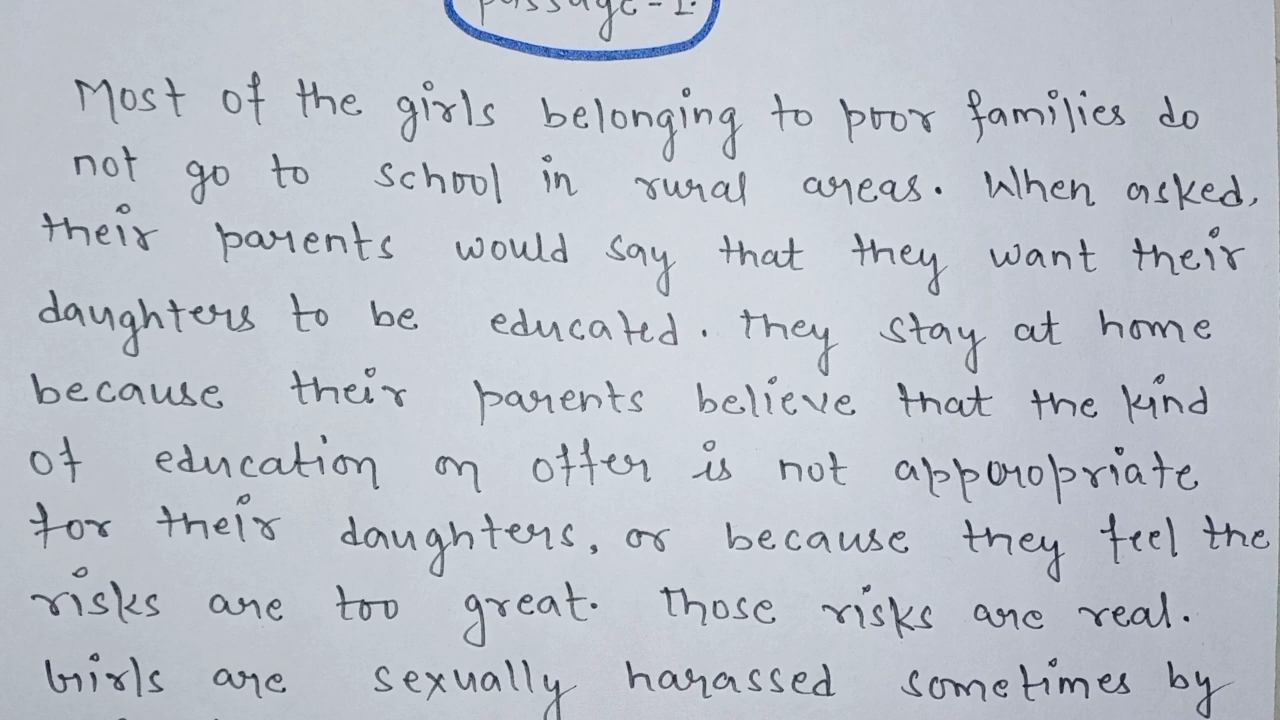 passage-I.
Most of the girls belonging to poor families do
not go to school in rural areas. When asked,
their parents would say that they want their
daughters to be educated. They stay at home
because their parents believe that the kind
of education on offer is not apporopriate
for their daughters, or because they feel the
risks are too great. Those risks are real.
Girls are sexually harassed sometimes by